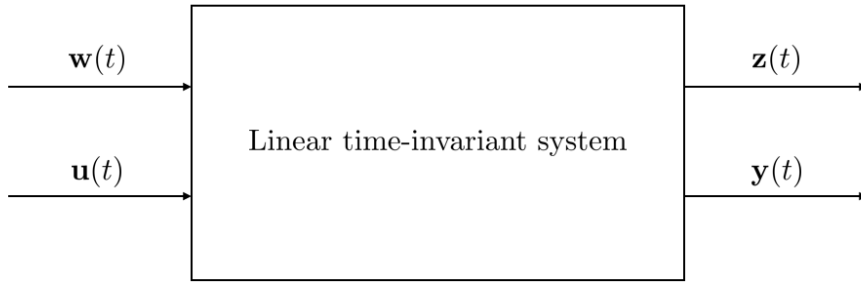 w(t)
z(t)
Linear time-invariant system
u(t)
y(t)